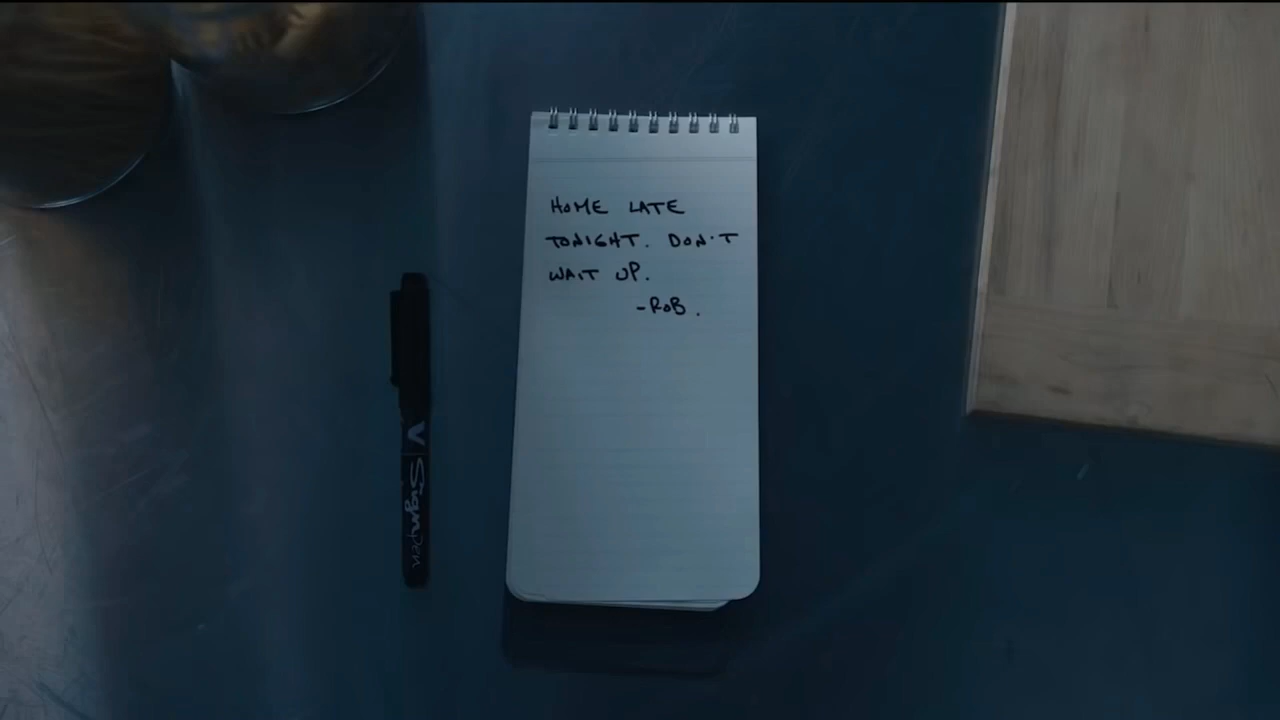 HOME LATE
TONIGHT. DON'T
WAIT UP.
-ROB.
V Signpen